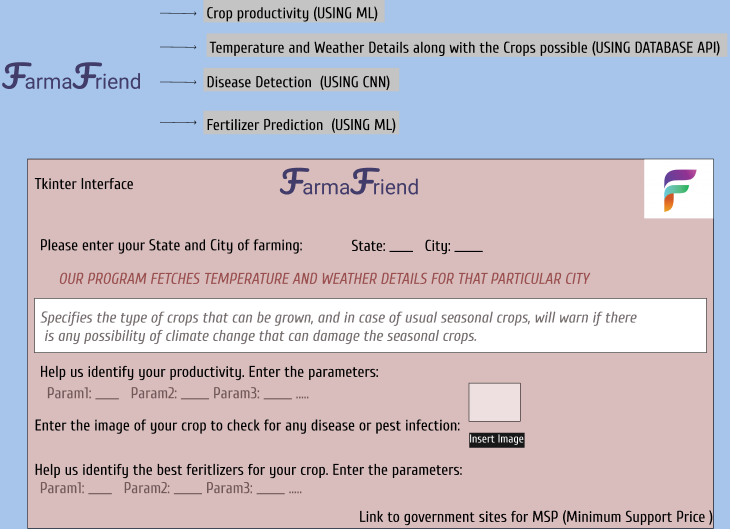 Crop productivity (USING ML)
Temperature and Weather Details along with the Crops possible (USING DATABASE API)
FarmaFriend
Disease Detection (USING CNN)
Fertilizer Prediction (USING ML)
Tkinter Interface
FarmaFriend
F
Please enter your State and City of farming: State: ___ City: ____
OUR PROGRAM FETCHES TEMPERATURE AND WEATHER DETAILS FOR THAT PARTICULAR CITY
Specifies the type of crops that can be grown, and in case of usual seasonal crops, will warn if there
is any possibility of climate change that can damage the seasonal crops.
Help us identify your productivity. Enter the parameters:
Param1: ___ Param2: ____ Param3: ____ .....
Enter the image of your crop to check for any disease or pest infection:
Insert Image
Help us identify the best feritlizers for your crop. Enter the parameters:
Param1: ___ Param2: ____ Param3: ____ .....
Link to government sites for MSP (Minimum Support Price )